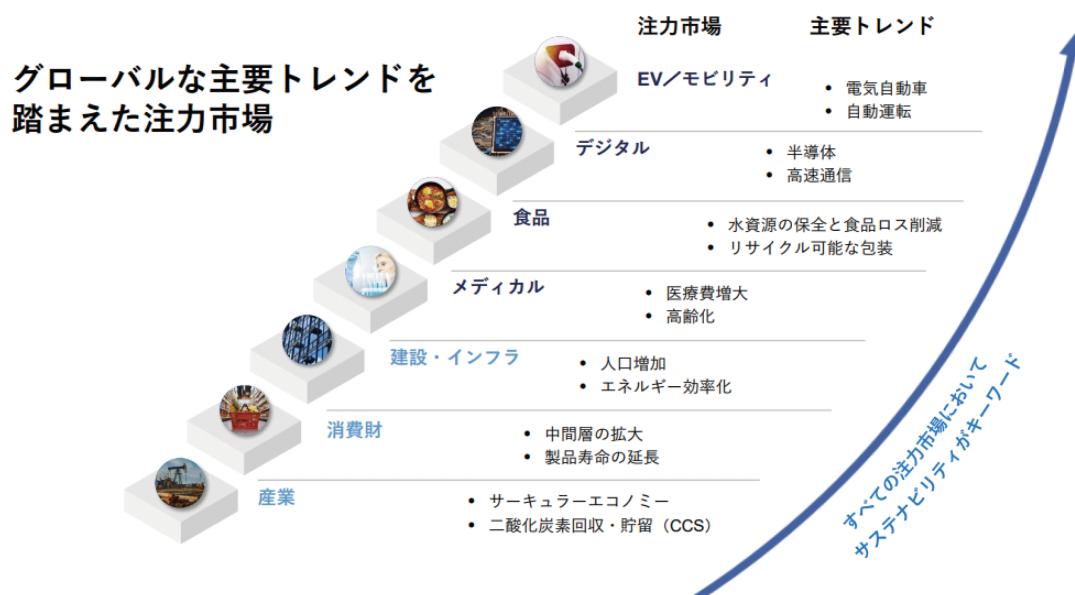 グローバルな主要トレンドを
踏まえた注力市場
注力市場
主要トレンド
EV／モビリティ
• 電気自動車
• 自動運転
デジタル
• 半導体
• 高速通信
食品
• 水資源の保全と食品ロス削減
• リサイクル可能な包装
メディカル
• 医療費増大
• 高齢化
建設・インフラ
• 人口増加
• エネルギー効率化
消費財
• 中間層の拡大
• 製品寿命の延長
産業
• サーキュラーエコノミー
• 二酸化炭素回収・貯留（CCS）
すべての注力市場において
サステナビリティがキーワード